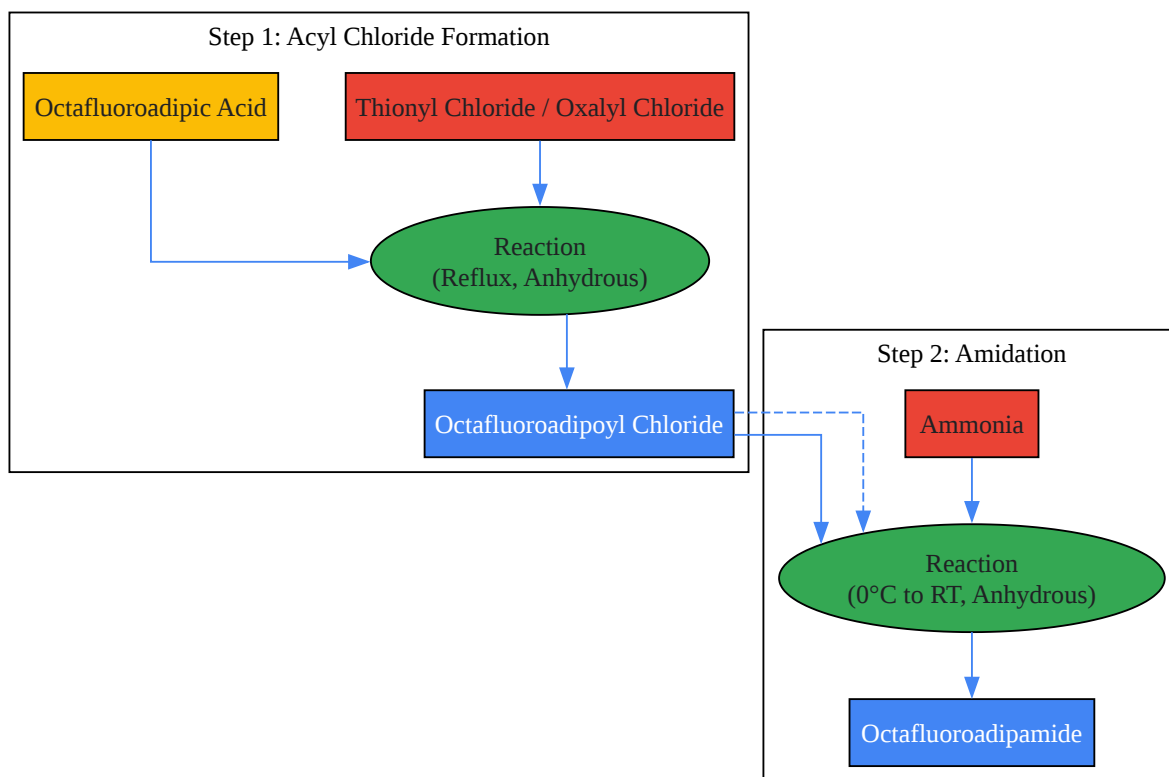 Step 1: Acyl Chloride Formation
Octafluoroadipic Acid
Thionyl Chloride / Oxalyl Chloride
Reaction
(Reflux, Anhydrous)
Octafluoroadipoyl Chloride
Step 2: Amidation
Ammonia
Reaction
(0°C to RT, Anhydrous)
Octafluoroadipamide